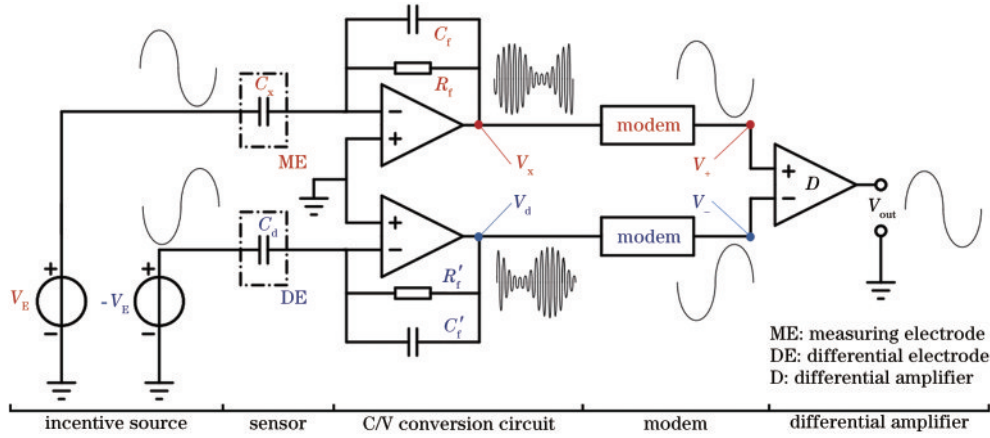 C_f
R_f
C_x
ME
−
+
V_x
modem
V_+
+
−
D
V_out
C_d
DE
+
−
V_d
modem
V_−
R_f′
C_f′
+
V_E
−
+
-V_E
−
ME: measuring electrode
DE: differential electrode
D: differential amplifier
incentive source
sensor
C/V conversion circuit
modem
differential amplifier